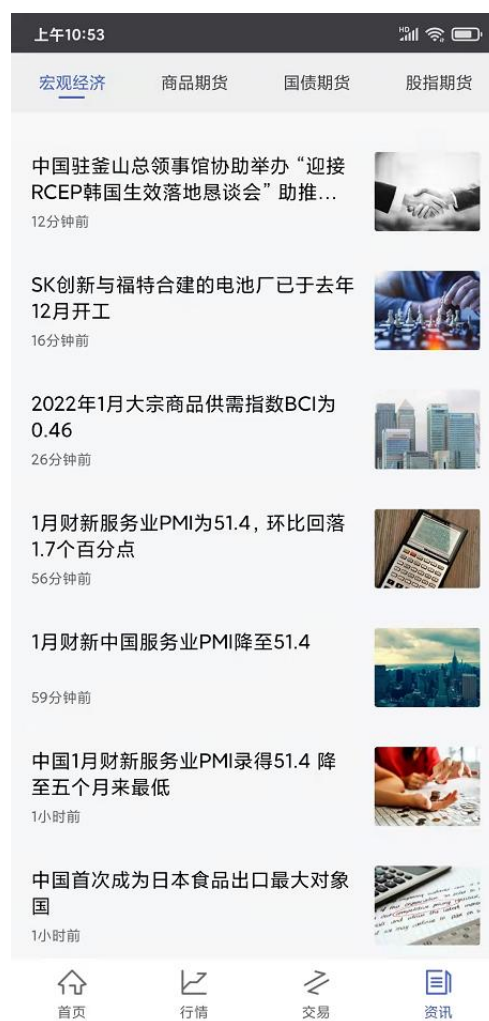 上午10:53
HD
宏观经济 商品期货 国债期货 股指期货
中国驻釜山总领事馆协助举办“迎接
RCEP韩国生效落地恳谈会”助推...
12分钟前
SK创新与福特合建的电池厂已于去年
12月开工
16分钟前
2022年1月大宗商品供需指数BCI为
0.46
26分钟前
1月财新服务业PMI为51.4，环比回落
1.7个百分点
56分钟前
1月财新中国服务业PMI降至51.4
59分钟前
中国1月财新服务业PMI录得51.4 降
至五个月来最低
1小时前
中国首次成为日本食品出口最大对象
国
1小时前
首页 行情 交易 资讯